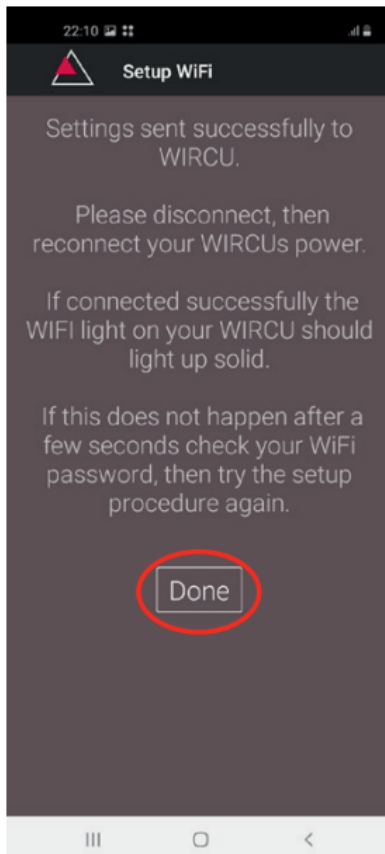 22:10
Setup WiFi
Settings sent successfully to
WIRCU.
Please disconnect, then
reconnect your WIRCUs power.
If connected successfully the
WIFI light on your WIRCU should
light up solid.
If this does not happen after a
few seconds check your WiFi
password, then try the setup
procedure again.
Done